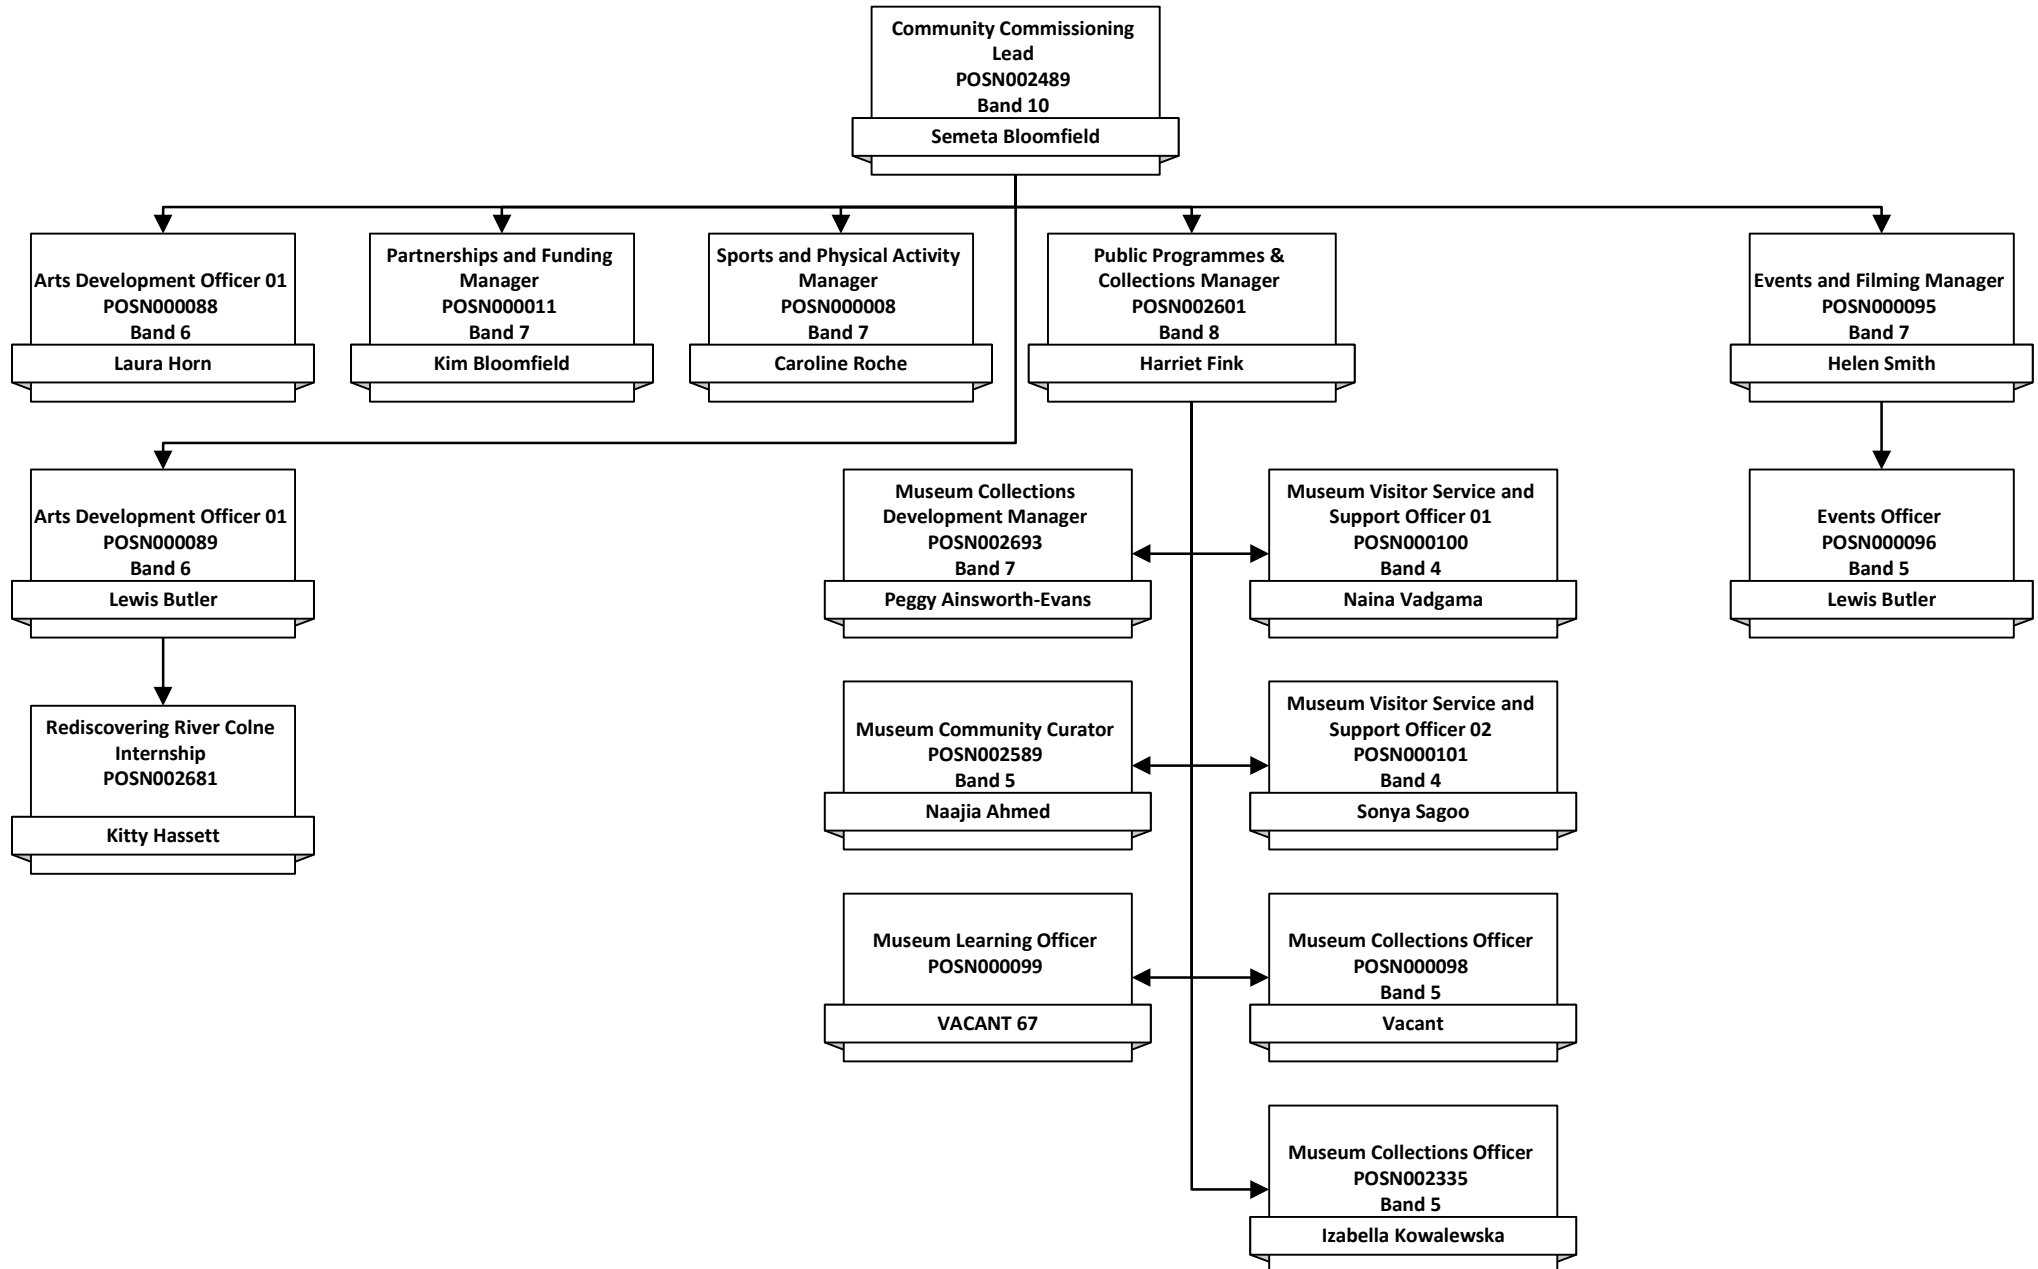 Community Commissioning
Lead
POSN002489
Band 10
Semeta Bloomfield
Arts Development Officer 01
POSN000088
Band 6
Laura Horn
Partnerships and Funding
Manager
POSN000011
Band 7
Kim Bloomfield
Sports and Physical Activity
Manager
POSN000008
Band 7
Caroline Roche
Public Programmes &
Collections Manager
POSN002601
Band 8
Harriet Fink
Events and Filming Manager
POSN000095
Band 7
Helen Smith
Arts Development Officer 01
POSN000089
Band 6
Lewis Butler
Museum Collections
Development Manager
POSN002693
Band 7
Peggy Ainsworth-Evans
Museum Visitor Service and
Support Officer 01
POSN000100
Band 4
Naina Vadgama
Events Officer
POSN000096
Band 5
Lewis Butler
Rediscovering River Colne
Internship
POSN002681
Kitty Hassett
Museum Community Curator
POSN002589
Band 5
Naajia Ahmed
Museum Visitor Service and
Support Officer 02
POSN000101
Band 4
Sonya Sagoo
Museum Learning Officer
POSN000099
VACANT 67
Museum Collections Officer
POSN000098
Band 5
Vacant
Museum Collections Officer
POSN002335
Band 5
Izabella Kowalewska